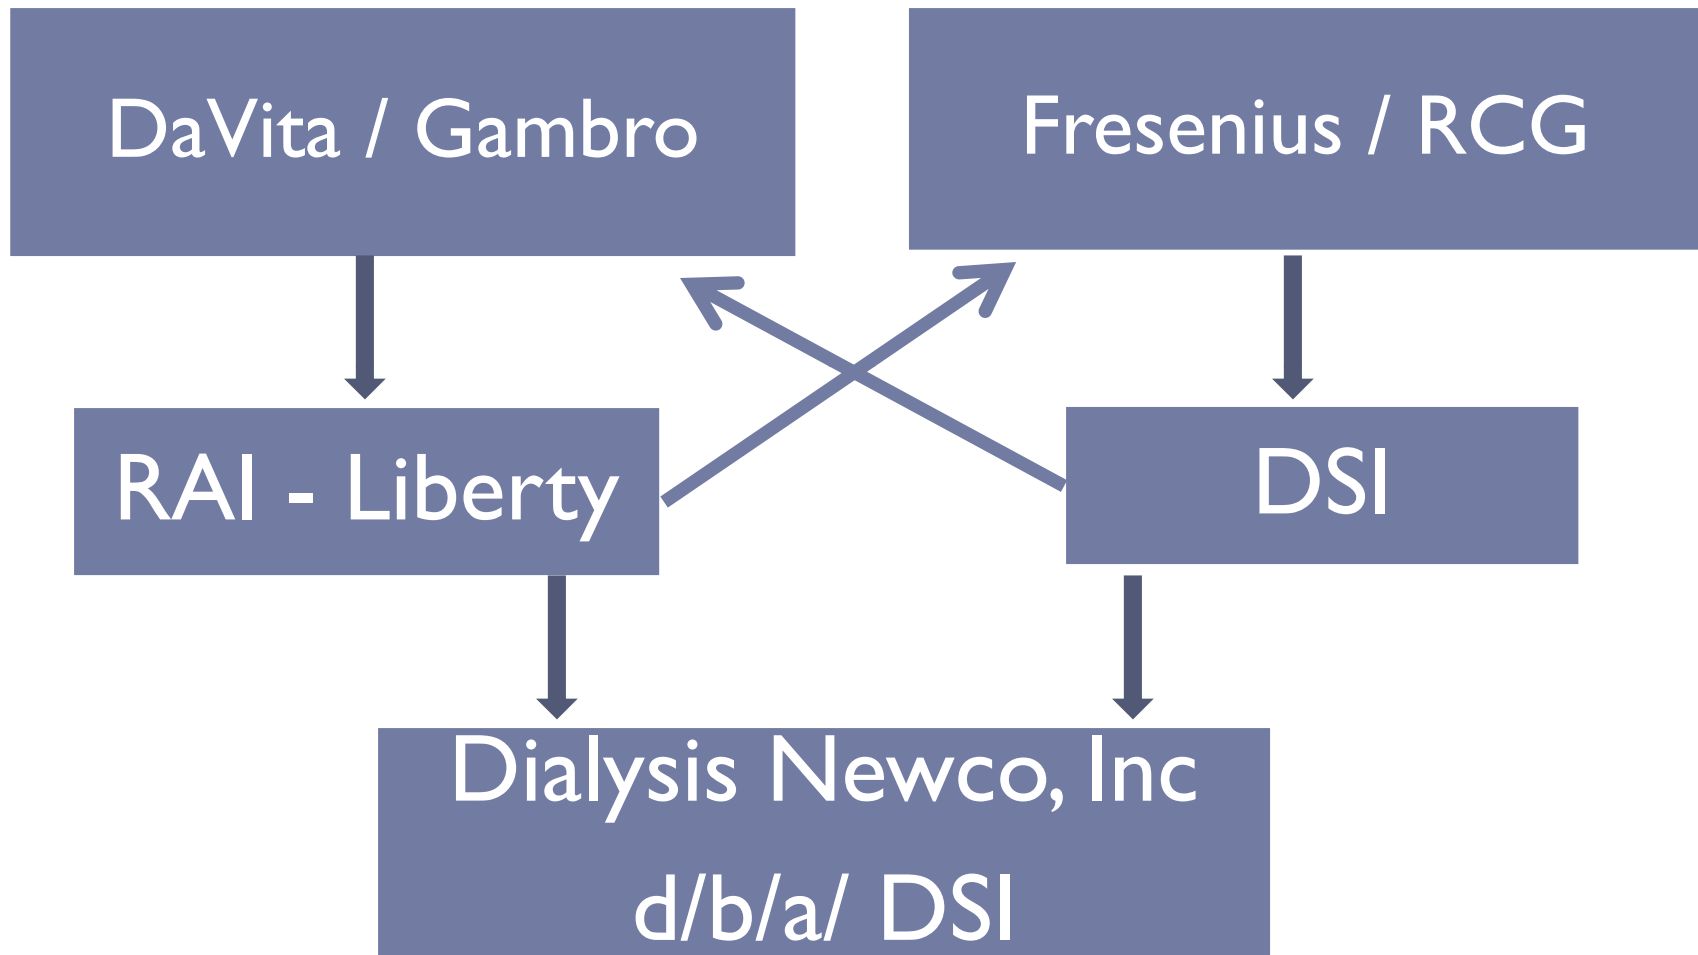 DaVita / Gambro
Fresenius / RCG
RAI - Liberty
DSI
Dialysis Newco, Inc
d/b/a/ DSI